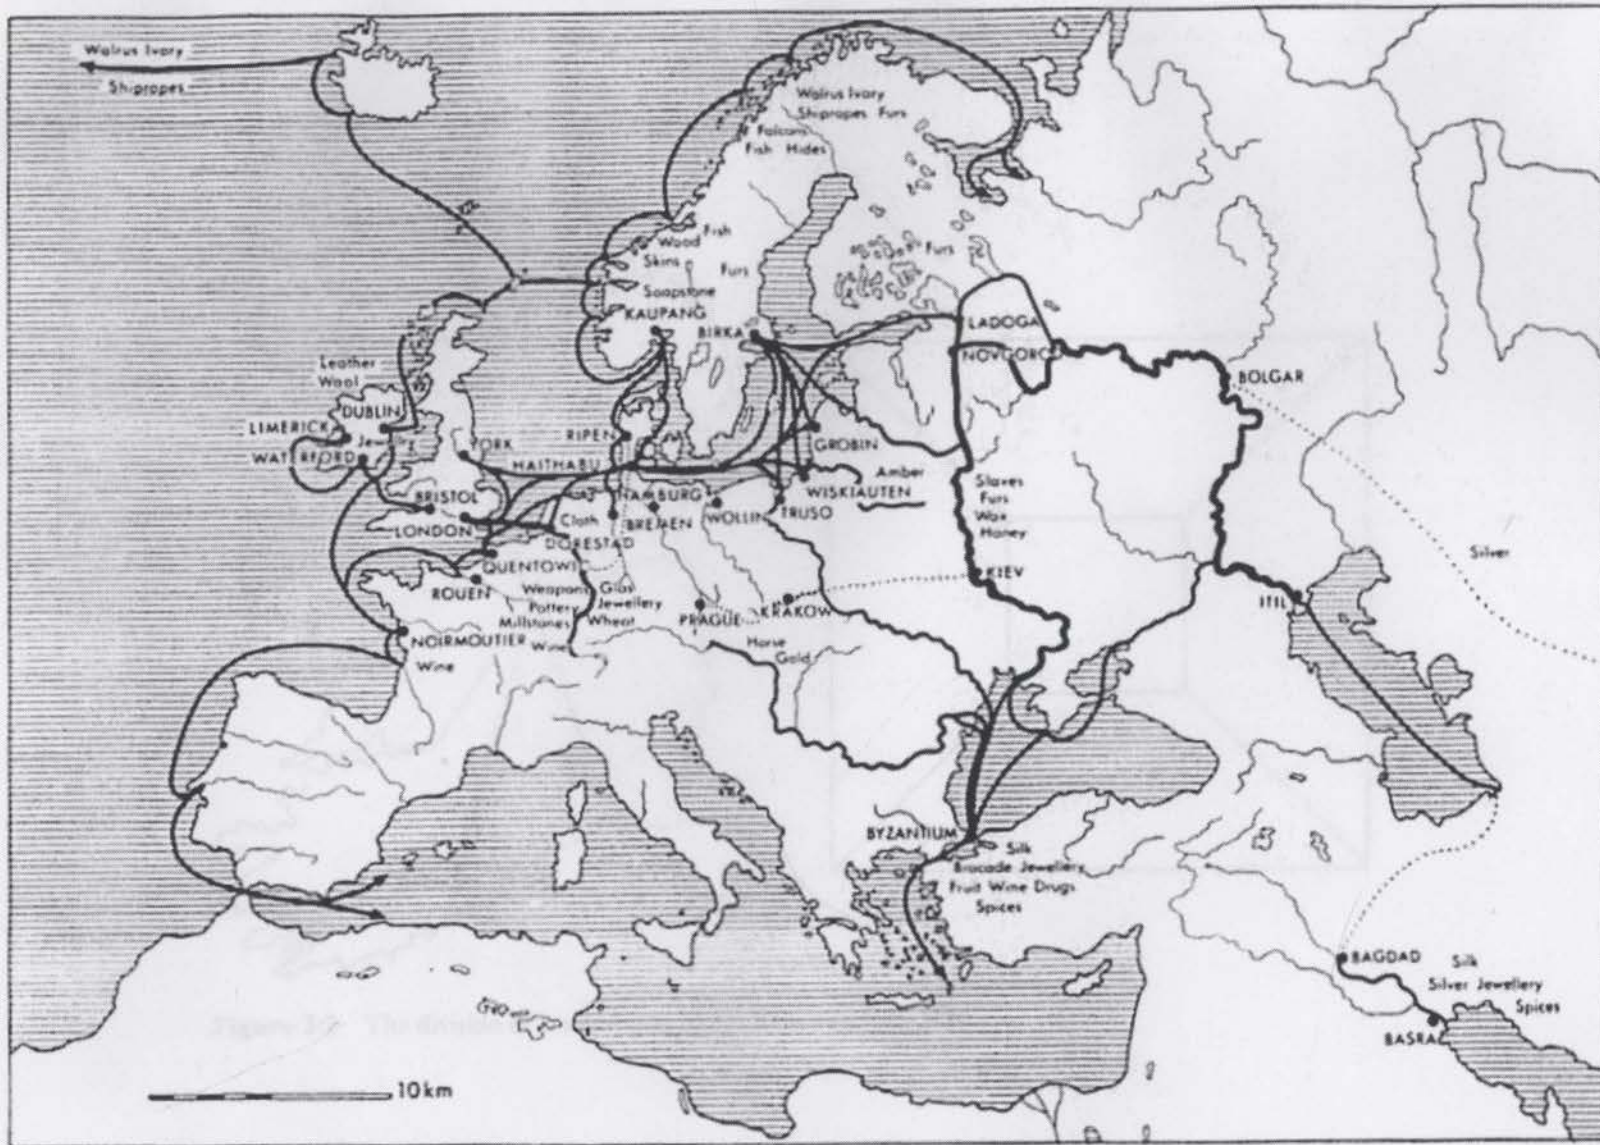 Walrus Ivory
Shipropes
Walrus Ivory
Shipropes Furs
Falcons
Fish Hides
Fish
Wood
Skins
Furs
Furs
Soapstone
KAUPANG
BIRKA
LADOGA
NOVGOROD
BOLGAR
Leather
Wool
DUBLIN
LIMERICK
Jewelry
WATERFORD
YORK
RIPEN
HAITHABU
GROBIN
Amber
WISKIAUTEN
BRISTOL
LONDON
HAMBURG
Cloth
BREMEN
WOLLIN
TRUSO
DORESTAD
Slaves
Furs
Wax
Honey
Silver
QUENTOWIC
ROUEN
Weapons
Glas
Pottery
Jewellery
Millstones
Wheat
PRAGUE
KRAKOW
KIEV
ITIL
NOIRMOUTIER
Wine
Wine
Horse
Gold
BYZANTIUM
Silk
Brocade Jewellery
Fruit Wine Drugs
Spices
BAGDAD
Silk
Silver Jewellery
Spices
BASRA
10km